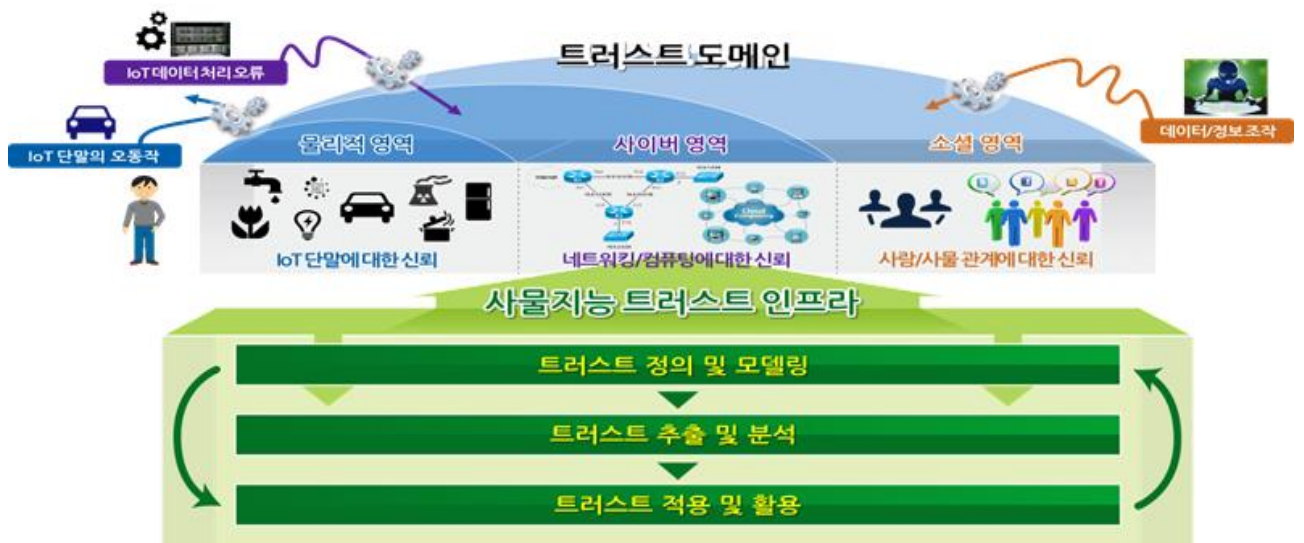 트러스트 도메인
IoT 데이터 처리 오류
IoT 단말의 오동작
데이터/정보 조작
물리적 영역
사이버 영역
소셜 영역
Cloud
Computing
IoT 단말에 대한 신뢰
네트워킹/컴퓨팅에 대한 신뢰
사람/사물 관계에 대한 신뢰
사물지능 트러스트 인프라
트러스트 정의 및 모델링
트러스트 추출 및 분석
트러스트 적용 및 활용